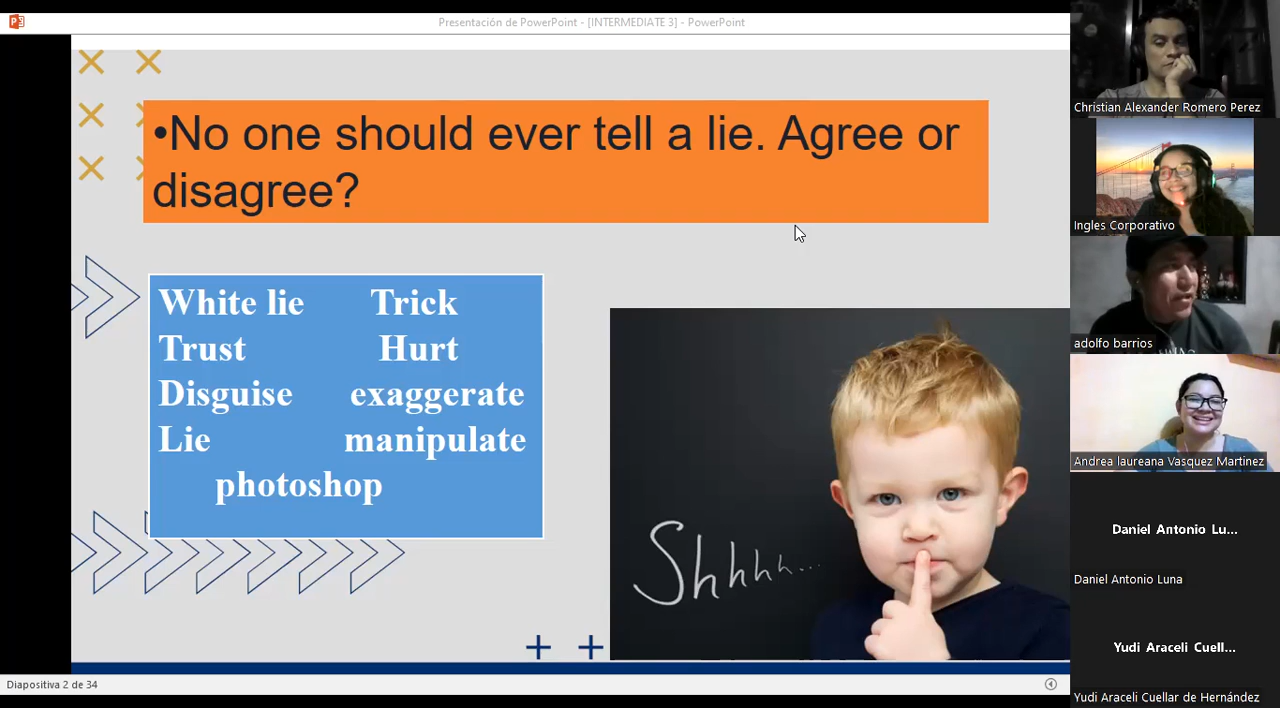 Presentación de PowerPoint - [INTERMEDIATE 3] - PowerPoint
•No one should ever tell a lie. Agree or
disagree?
White lie Trick
Trust Hurt
Disguise exaggerate
Lie manipulate
photoshop
Shhhh...
Diapositiva 2 de 34
Christian Alexander Romero Perez
Ingles Corporativo
adolfo barrios
Andrea laureana Vasquez Martinez
Daniel Antonio Lu...
Daniel Antonio Luna
Yudi Araceli Cuell...
Yudi Araceli Cuellar de Hernández